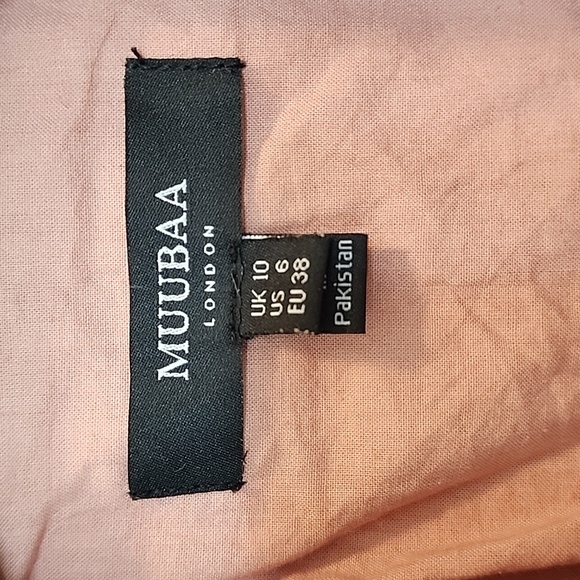 MUUBAA
LONDON
UK 10
US 6
EU 38
Pakistan